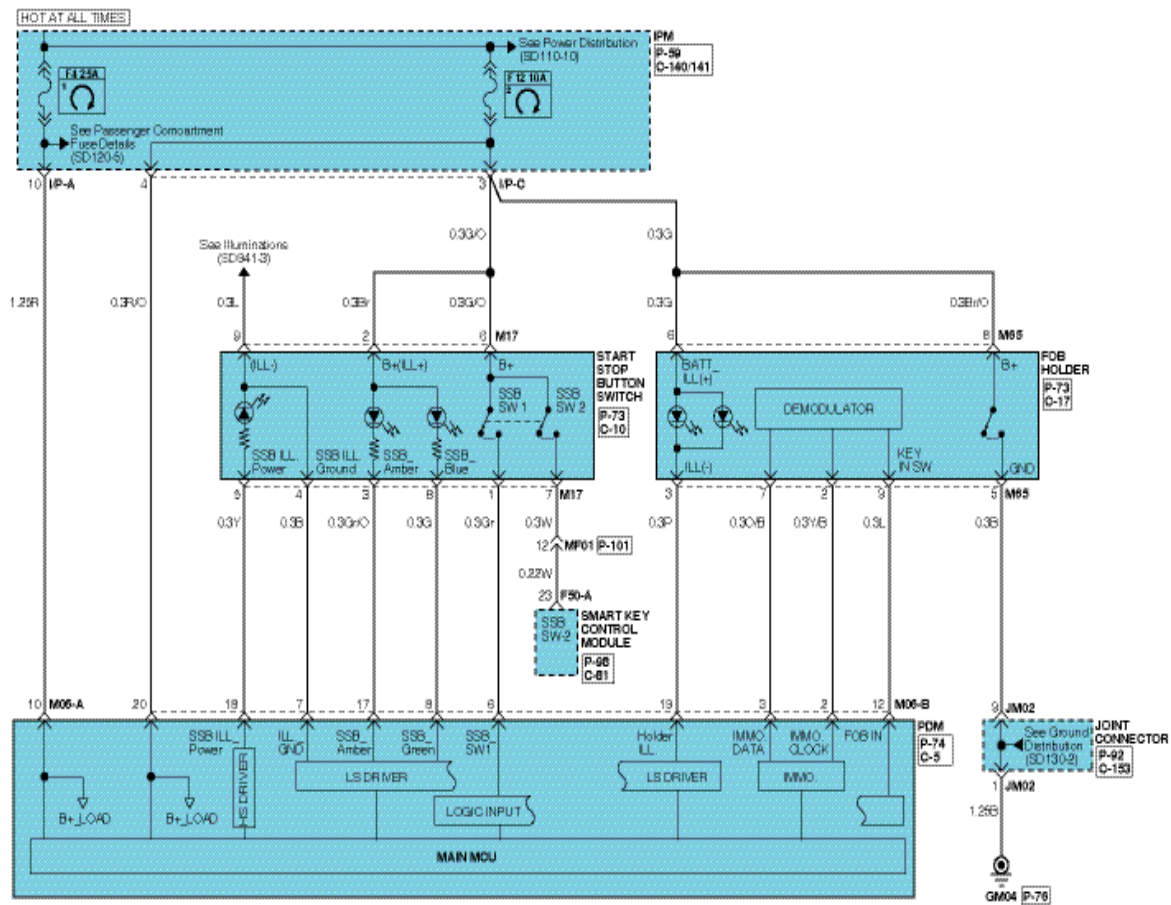 HOT AT ALL TIMES
IPM
See Power Distribution
(SD110-10)
P-59
C-140/141
F4 25A
1
F 12 10A
2
See Passenger Compartment
Fuse Details
(SD120-5)
10 I/P-A
4
3 I/P-C
0.3G/O
0.3G
See Illuminations
(SD941-3)
1.25R
0.3R/O
0.3L
0.3Br
0.3G/O
0.3G
0.3Br/O
9
2
6 M17
6
8 M65
START
STOP
BUTTON
SWITCH
P-73
C-10
FOB
HOLDER
P-73
C-17
(ILL-)
B+(ILL+)
B+
BATT_
ILL(+)
B+
SSB
SW 1
SSB
SW 2
DEMODULATOR
SSB ILL.
Power
SSB ILL.
Ground
SSB_
Amber
SSB_
Blue
ILL(-)
KEY
IN SW
GND
4
3
8
1
7 M17
3
7
2
9
5 M65
0.3Y
0.3B
0.3Gr/O
0.3G
0.3Gr
0.3W
0.3P
0.3O/B
0.3Y/B
0.3L
0.3B
12 MF01 P-101
0.22W
23 F50-A
SSB
SW-2
SMART KEY
CONTROL
MODULE
P-98
C-61
10 M06-A
20
18
7
17
8
6
19
3
2
12 M06-B
9 JM02
SSB ILL_
Power
ILL_
GND
SSB_
Amber
SSB_
Green
SSB_
SW1
Holder
ILL.
IMMO.
DATA
IMMO.
CLOCK
FOB IN
PDM
P-74
C-5
See Ground
Distribution
(SD130-2)
JOINT
CONNECTOR
P-92
C-153
HS DRIVER
LS DRIVER
LS DRIVER
IMMO.
LOGIC INPUT
B+_LOAD
B+_LOAD
1 JM02
1.25B
MAIN MCU
GM04 P-76